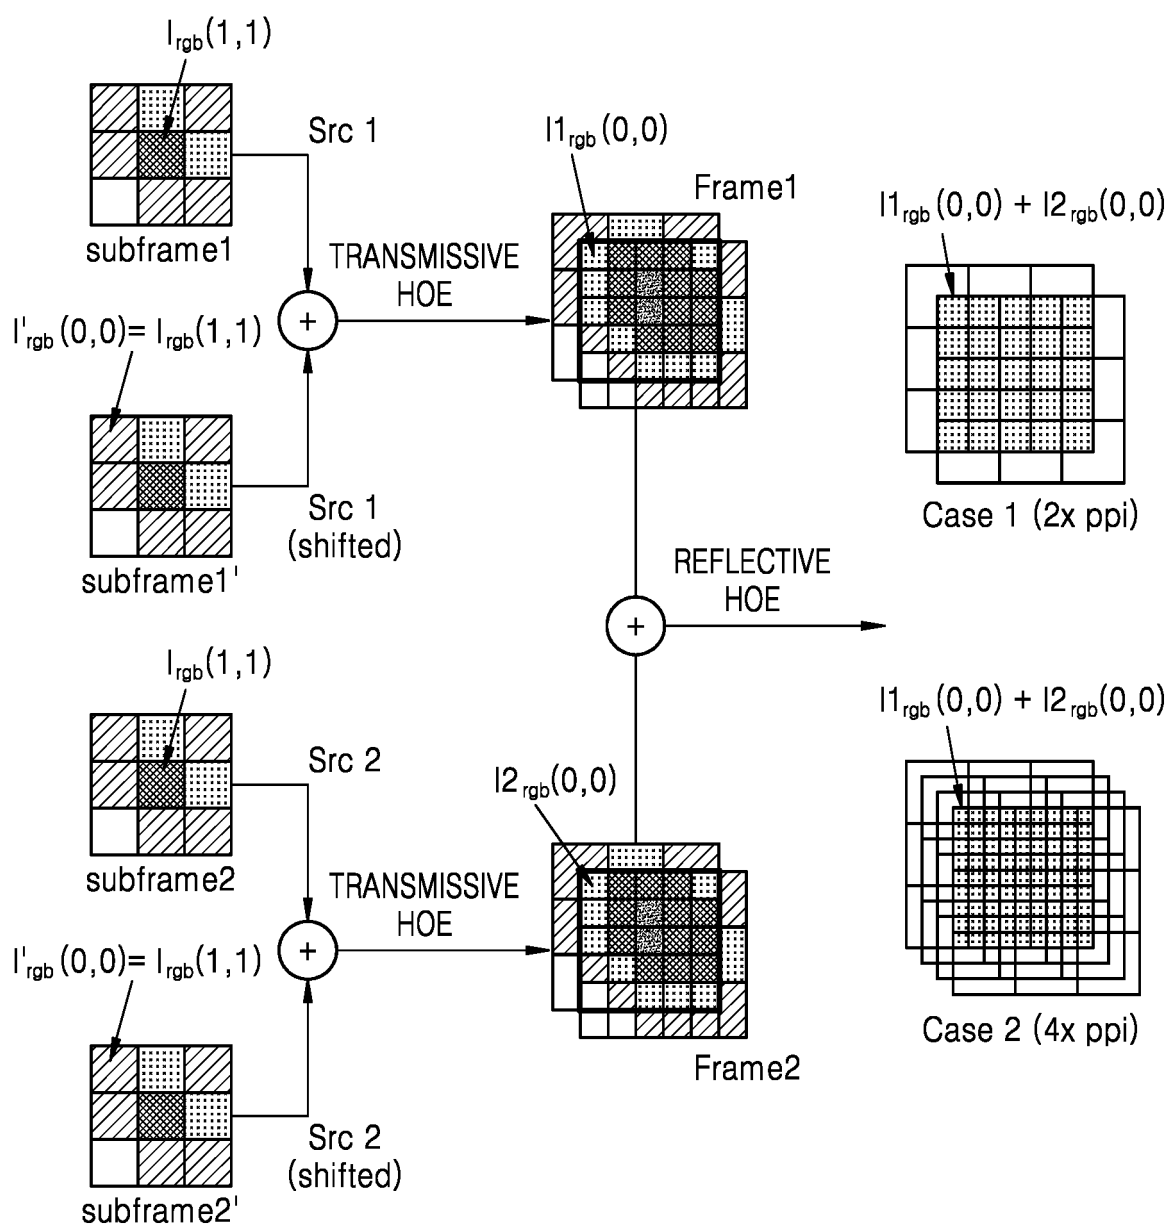 I_rgb(1,1)
Src 1
subframe1
I'_rgb(0,0)= I_rgb(1,1)
Src 1
(shifted)
subframe1'
TRANSMISSIVE
HOE
I1_rgb(0,0)
Frame1
I1_rgb(0,0) + I2_rgb(0,0)
Case 1 (2x ppi)
+
REFLECTIVE
HOE
+
I_rgb(1,1)
Src 2
subframe2
I'_rgb(0,0)= I_rgb(1,1)
Src 2
(shifted)
subframe2'
TRANSMISSIVE
HOE
+
I2_rgb(0,0)
Frame2
I1_rgb(0,0) + I2_rgb(0,0)
Case 2 (4x ppi)